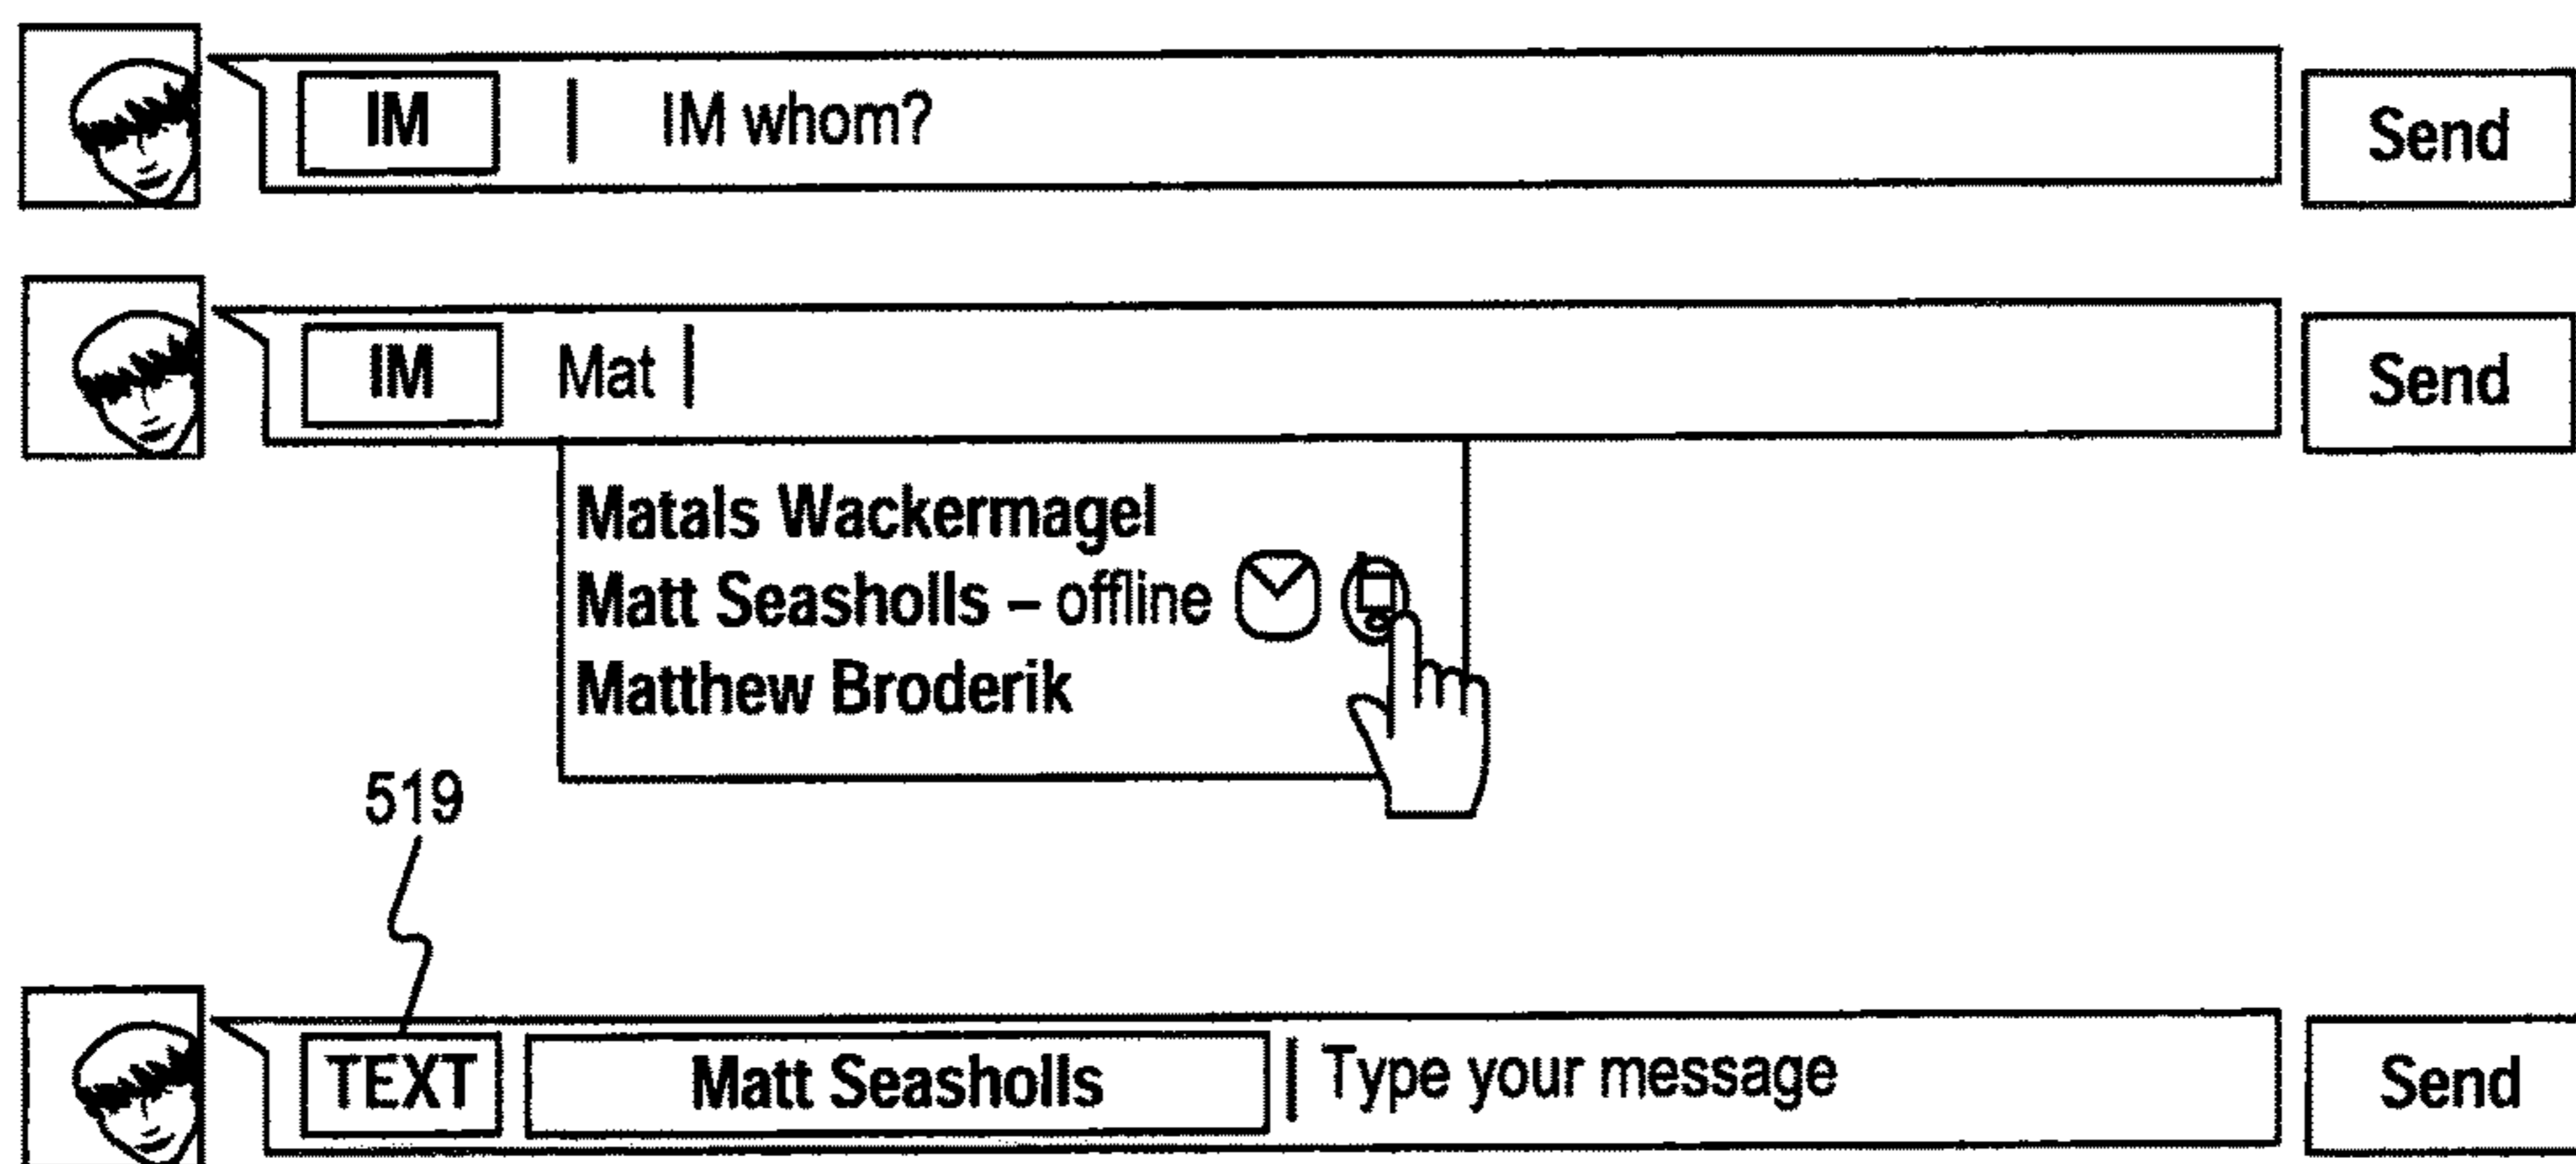 IM | IM whom? Send
IM Mat | Send
Matals Wackermagel
Matt Seasholls – offline
Matthew Broderik
519
TEXT Matt Seasholls | Type your message Send